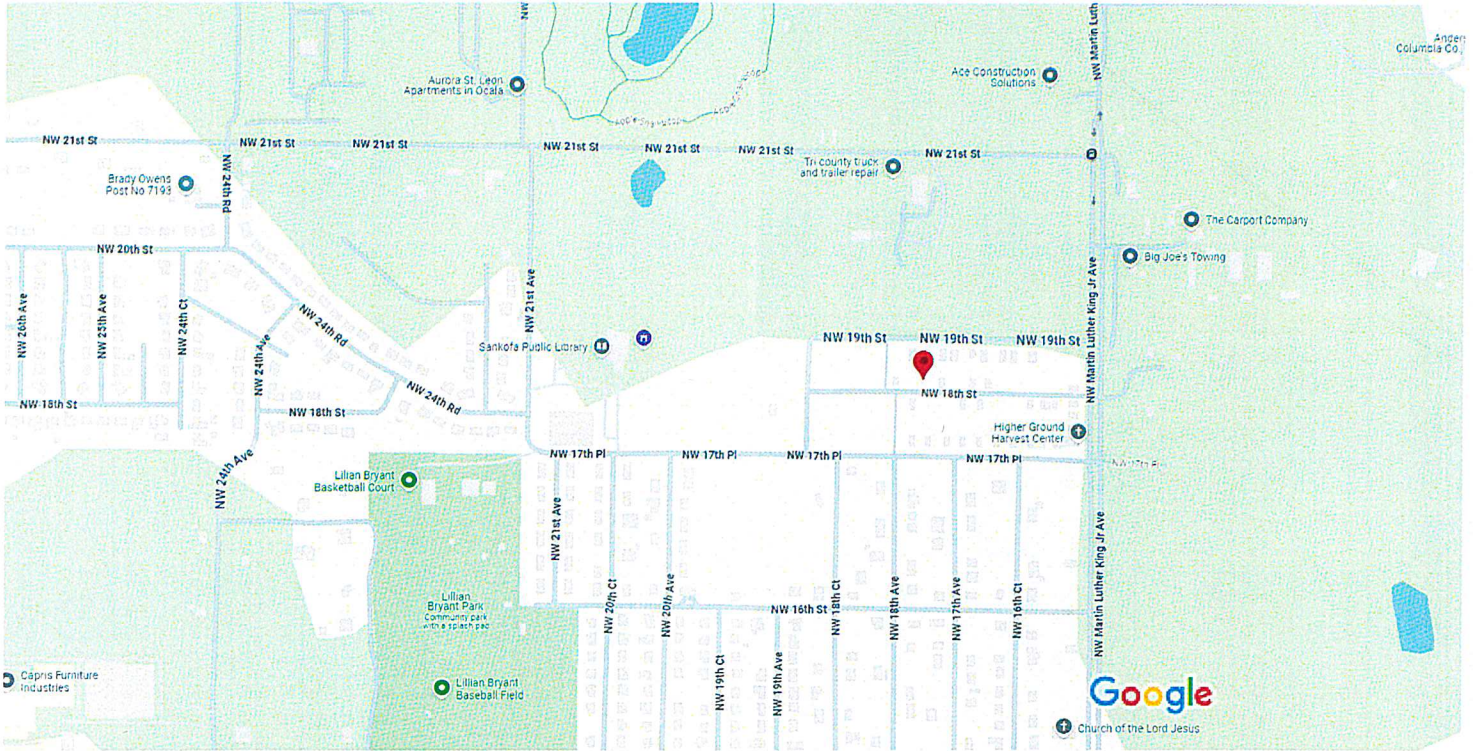 NW
NW Martin Luth
Ander
Columbia Co.,
Aurora St. Leon
Apartments in Ocala
Ace Construction
Solutions
NW 21st St
NW 21st St
NW 21st St
NW 21st St
NW 21st St
NW 21st St
NW 21st St
Tri county truck
and trailer repair
Brady Owens
Post No 7193
NW 24th Rd
The Carport Company
NW 20th St
Big Joe's Towing
NW 26th Ave
NW 25th Ave
NW 24th Ct
NW 24th Ave
NW 24th Rd
NW 21st Ave
NW Martin Luther King Jr Ave
Sankofa Public Library
NW 19th St
NW 19th St
NW 19th St
NW 18th St
NW 18th St
NW 24th Rd
NW 18th St
Higher Ground
Harvest Center
NW 24th Ave
NW 17th Pl
NW 17th Pl
NW 17th Pl
NW 17th Pl
NW 17th Pl
Lilian Bryant
Basketball Court
NW 21st Ave
NW 20th Ct
NW 20th Ave
NW 18th Ct
NW 18th Ave
NW 17th Ave
NW 16th Ct
NW Martin Luther King Jr Ave
Lillian
Bryant Park
Community park
with a splash pad
NW 16th St
NW 19th Ct
NW 19th Ave
Capris Furniture
Industries
Lillian Bryant
Baseball Field
Google
Church of the Lord Jesus